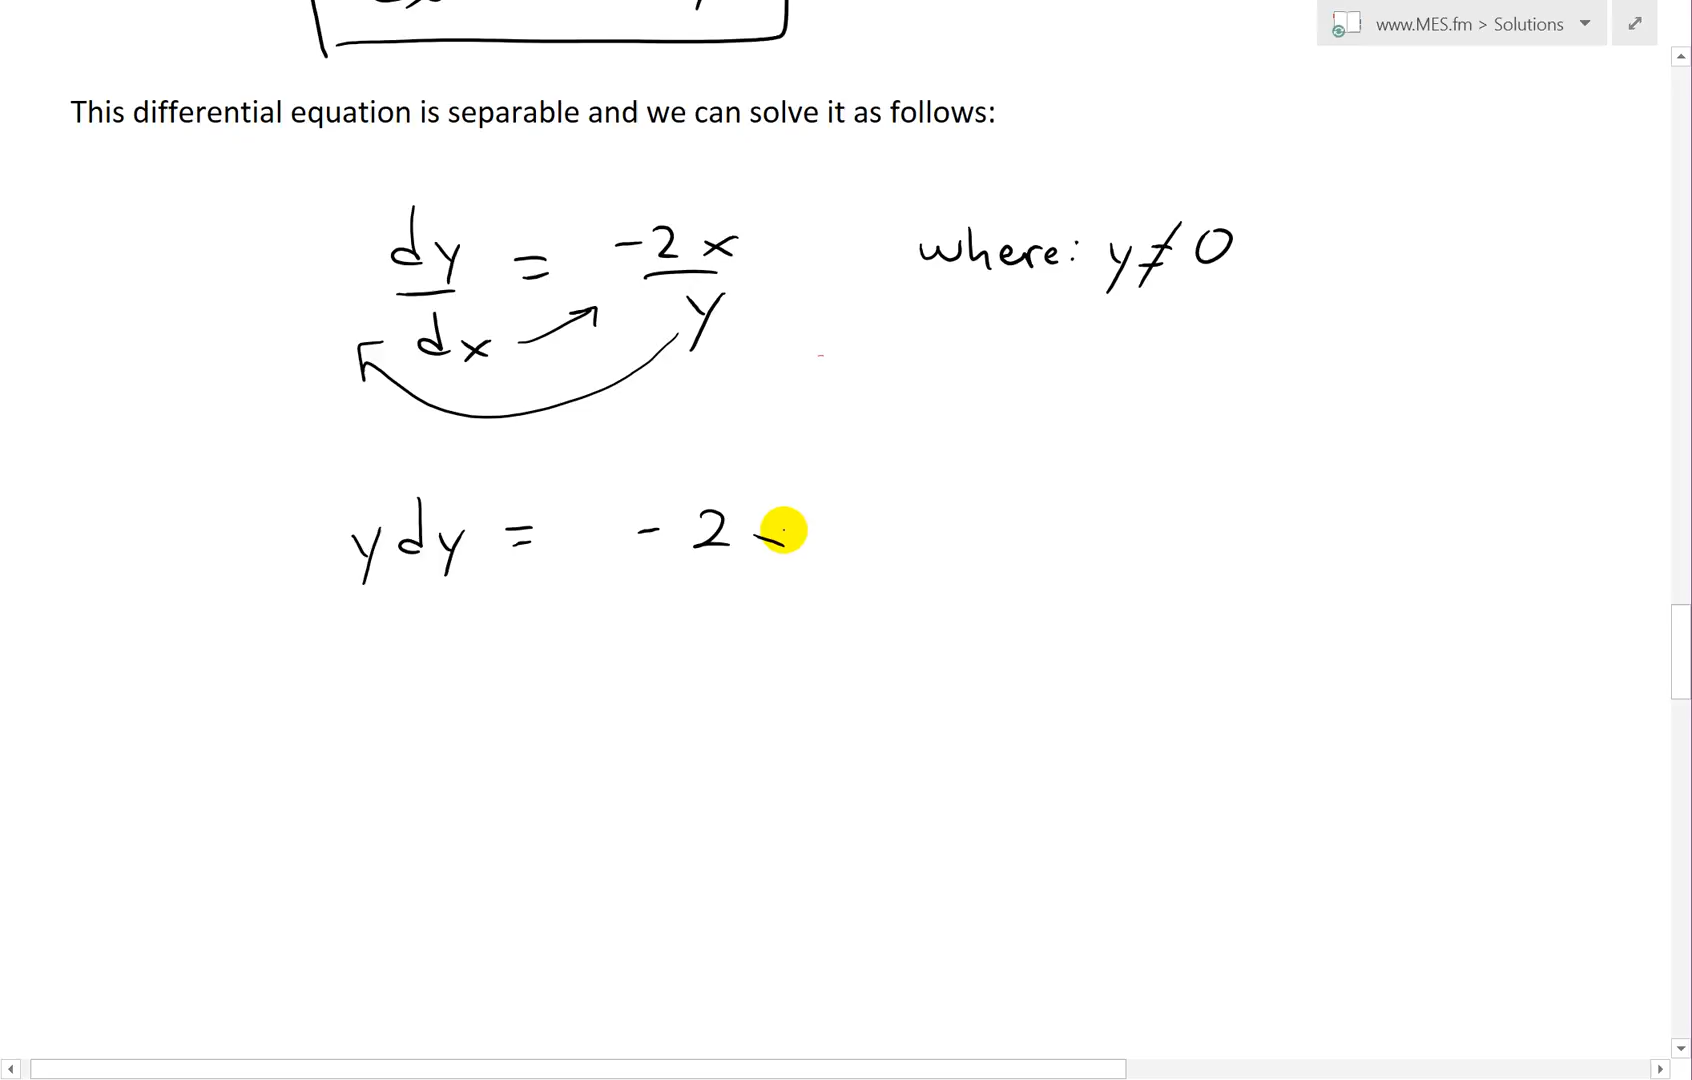 www.MES.fm > Solutions
This differential equation is separable and we can solve it as follows:
dy/dx = -2x/y
where: y ≠ 0
y dy = - 2